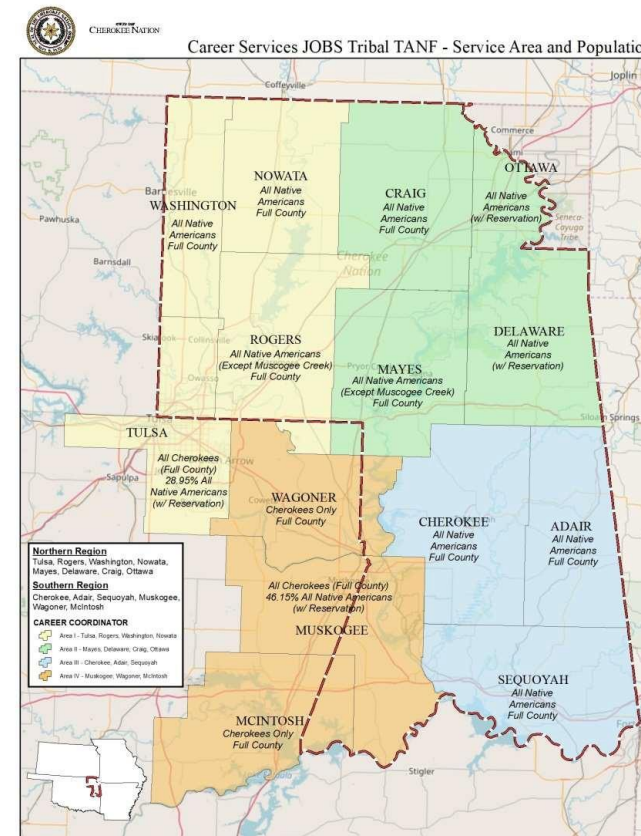 CHEROKEE NATION
Career Services JOBS Tribal TANF - Service Area and Populatio
Coffeyville
Joplin
Commerce
NOWATA
All Native
Americans
Full County
CRAIG
All Native
Americans
Full County
OTTAWA
All Native
Americans
(w/ Reservation)
WASHINGTON
All Native
Americans
Full County
Pawhuska
Seneca-
Cayuga
Tribe
Barnsdall
Cherokee
Nation
ROGERS
All Native Americans
(Except Muscogee Creek)
Full County
DELAWARE
All Native
Americans
(w/ Reservation)
MAYES
All Native Americans
(Except Muscogee Creek)
Full County
Siloam Springs
TULSA
All Cherokees
(Full County)
28.95% All
Native Americans
(w/ Reservation)
Sapulpa
WAGONER
Cherokees Only
Full County
CHEROKEE
All Native
Americans
Full County
ADAIR
All Native
Americans
Full County
Northern Region
Tulsa, Rogers, Washington, Nowata,
Mayes, Delaware, Craig, Ottawa
Southern Region
Cherokee, Adair, Sequoyah, Muskogee,
Wagoner, McIntosh
CAREER COORDINATOR
Area I - Tulsa, Rogers, Washington, Nowata
Area II - Mayes, Delaware, Craig, Ottawa
Area III - Cherokee, Adair, Sequoyah
Area IV - Muskogee, Wagoner, McIntosh
All Cherokees (Full County)
46.15% All Native Americans
(w/ Reservation)
MUSKOGEE
SEQUOYAH
All Native
Americans
Full County
MCINTOSH
Cherokees Only
Full County
Stigler